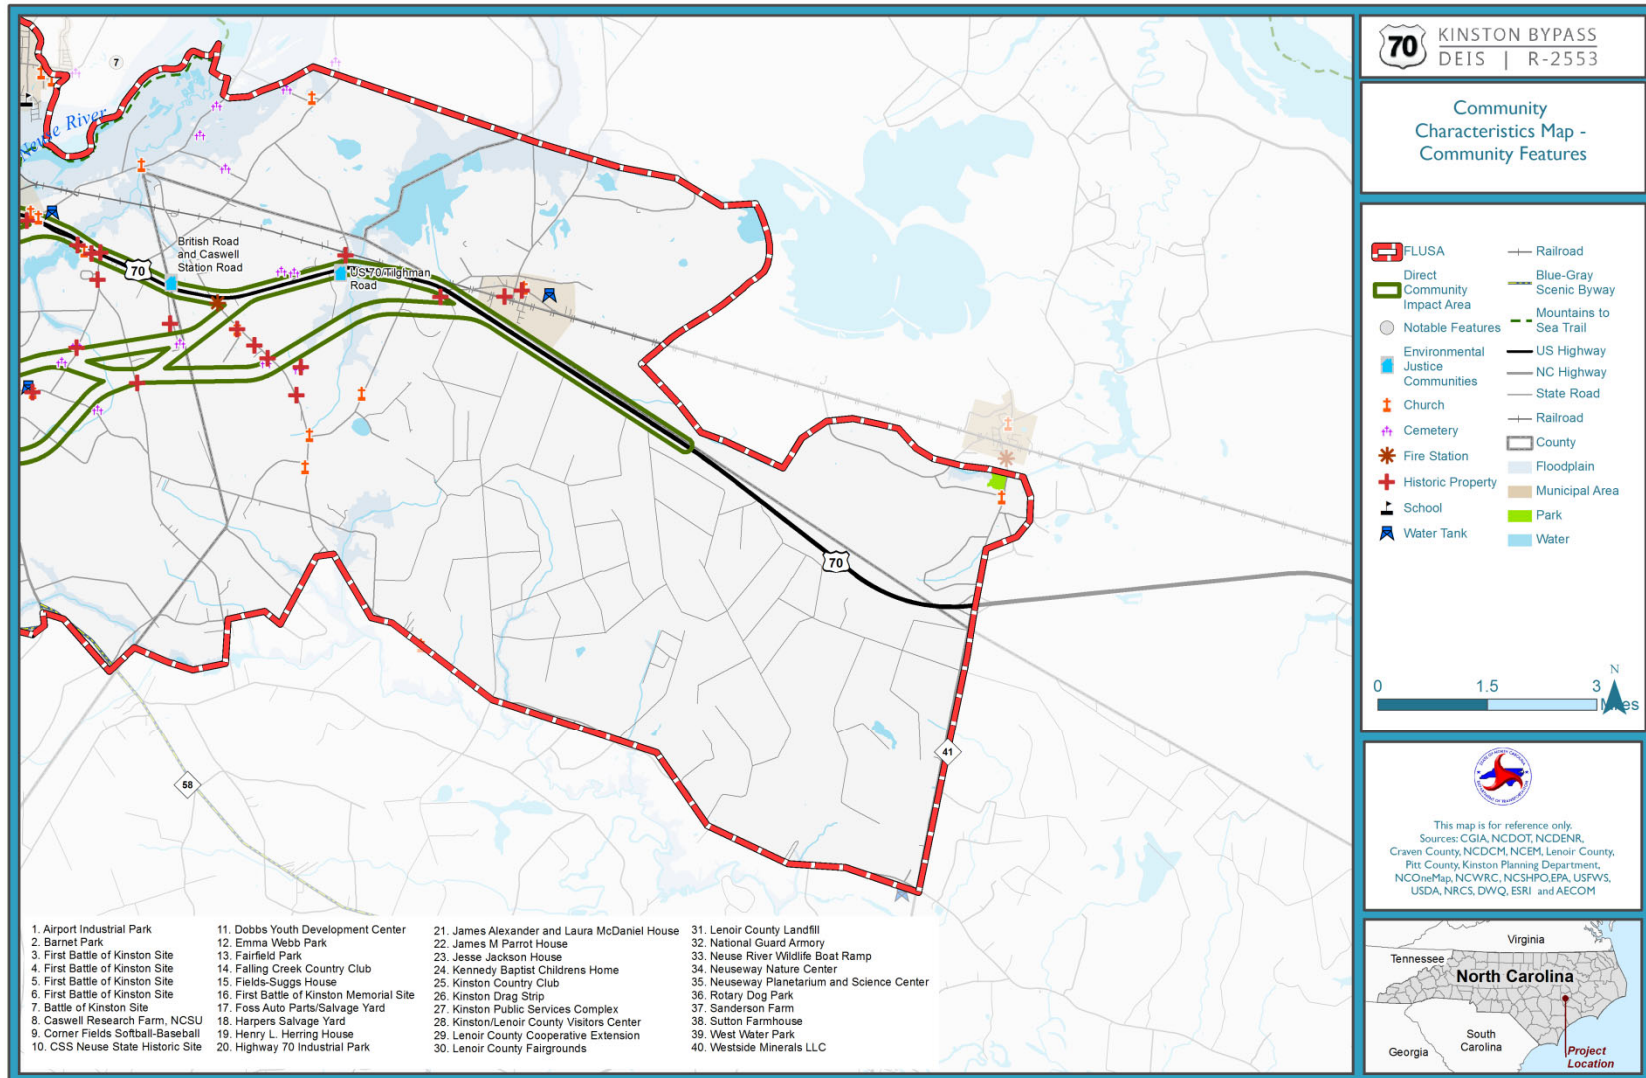 70
KINSTON BYPASS
DEIS | R-2553
Community
Characteristics Map -
Community Features
FLUSA
Direct
Community
Impact Area
Notable Features
Environmental
Justice
Communities
Church
Cemetery
Fire Station
Historic Property
School
Water Tank
Railroad
Blue-Gray
Scenic Byway
Mountains to
Sea Trail
US Highway
NC Highway
State Road
Railroad
County
Floodplain
Municipal Area
Park
Water
N
0 1.5 3
Miles
This map is for reference only.
Sources: CGIA, NCDOT, NCDENR,
Craven County, NCDCM, NCEM, Lenoir County,
Pitt County, Kinston Planning Department,
NCOneMap, NCWRC, NCSHPO,EPA, USFWS,
USDA, NRCS, DWQ, ESRI and AECOM
Virginia
Tennessee
North Carolina
South
Carolina
Georgia
Project
Location
7
Neuse River
British Road
and Caswell
Station Road
70
US 70/Tilghman
Road
70
41
58
1. Airport Industrial Park
2. Barnet Park
3. First Battle of Kinston Site
4. First Battle of Kinston Site
5. First Battle of Kinston Site
6. First Battle of Kinston Site
7. Battle of Kinston Site
8. Caswell Research Farm, NCSU
9. Corner Fields Softball-Baseball
10. CSS Neuse State Historic Site
11. Dobbs Youth Development Center
12. Emma Webb Park
13. Fairfield Park
14. Falling Creek Country Club
15. Fields-Suggs House
16. First Battle of Kinston Memorial Site
17. Foss Auto Parts/Salvage Yard
18. Harpers Salvage Yard
19. Henry L. Herring House
20. Highway 70 Industrial Park
21. James Alexander and Laura McDaniel House
22. James M Parrot House
23. Jesse Jackson House
24. Kennedy Baptist Childrens Home
25. Kinston Country Club
26. Kinston Drag Strip
27. Kinston Public Services Complex
28. Kinston/Lenoir County Visitors Center
29. Lenoir County Cooperative Extension
30. Lenoir County Fairgrounds
31. Lenoir County Landfill
32. National Guard Armory
33. Neuse River Wildlife Boat Ramp
34. Neuseway Nature Center
35. Neuseway Planetarium and Science Center
36. Rotary Dog Park
37. Sanderson Farm
38. Sutton Farmhouse
39. West Water Park
40. Westside Minerals LLC